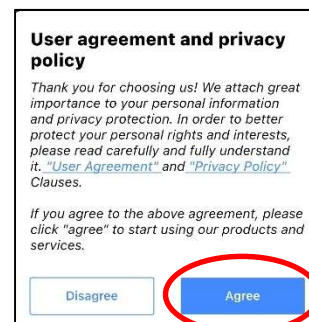 User agreement and privacy
policy
Thank you for choosing us! We attach great
importance to your personal information
and privacy protection. In order to better
protect your personal rights and interests,
please read carefully and fully understand
it. "User Agreement" and "Privacy Policy"
Clauses.
If you agree to the above agreement, please
click "agree" to start using our products and
services.
Disagree
Agree